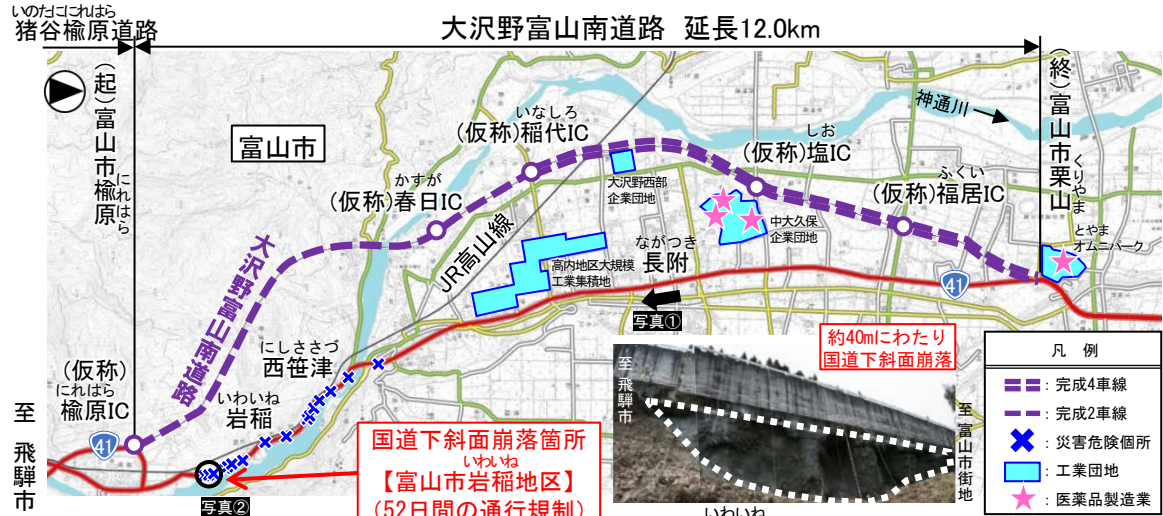 いのたににれはら
猪谷楡原道路
大沢野富山南道路 延長12.0km
(起)富山市楡原
にれはら
富山市
かすが
(仮称)春日IC
いなしろ
(仮称)稲代IC
大沢野西部
企業団地
しお
(仮称)塩IC
神通川
ふくい
(仮称)福居IC
(終)富山市栗山
くりやま
とやま
オムニパーク
中大久保
企業団地
大沢野富山南道路
JR高山線
高内地区大規模
工業集積地
ながつき
長附
写真①
41
にしささづ
西笹津
いわいね
岩稲
(仮称)
にれはら
楡原IC
41
至 飛騨市
写真②
国道下斜面崩落箇所
いわいね
【富山市岩稲地区】
(52日間の通行規制)
約40mにわたり
国道下斜面崩落
至 飛騨市
至 富山市街地
いわいね
凡 例
:完成4車線
:完成2車線
:災害危険個所
:工業団地
:医薬品製造業